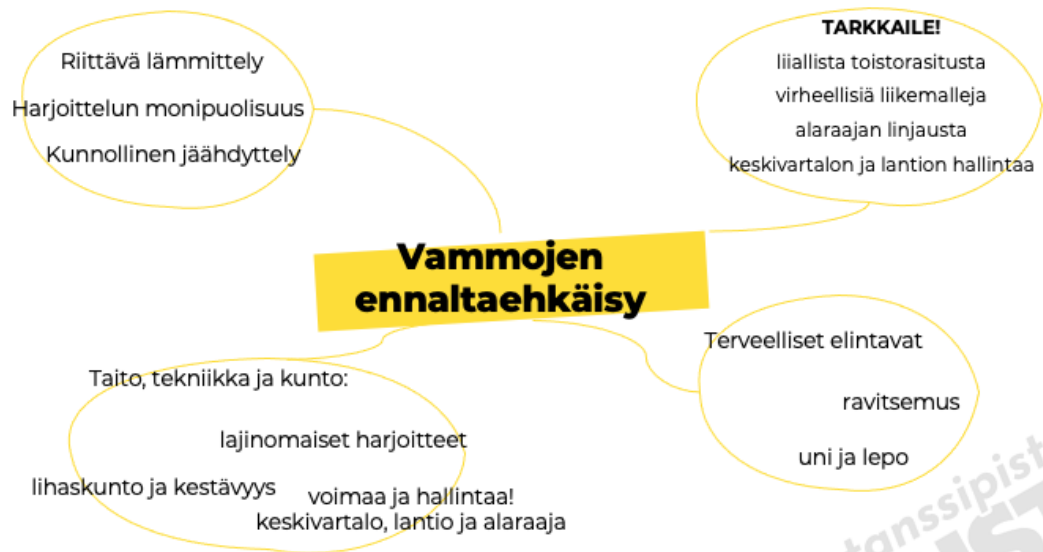 Riittävä lämmittely
Harjoittelun monipuolisuus
Kunnollinen jäähdyttely
TARKKAILE!
liiallista toistorasitusta
virheellisiä liikemalleja
alaraajan linjausta
keskivartalon ja lantion hallintaa
Vammojen
ennaltaehkäisy
Taito, tekniikka ja kunto:
lajinomaiset harjoitteet
lihaskunto ja kestävyys
voimaa ja hallintaa!
keskivartalo, lantio ja alaraaja
Terveelliset elintavat
ravitsemus
uni ja lepo